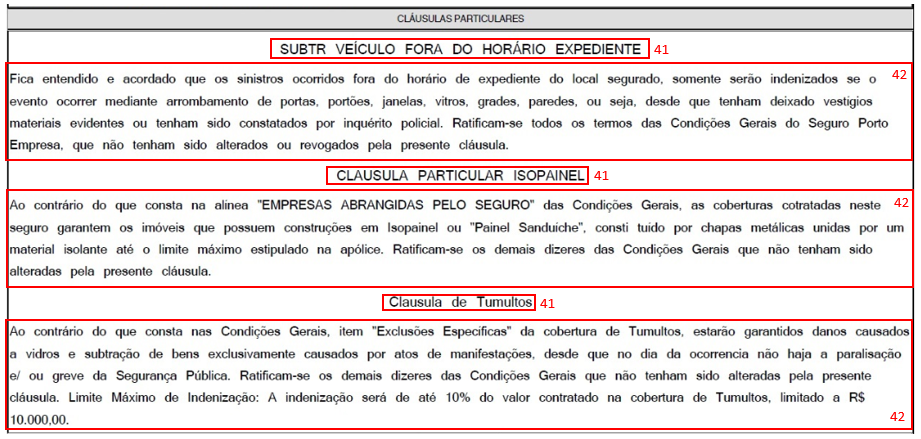 CLÁUSULAS PARTICULARES
SUBTR VEÍCULO FORA DO HORÁRIO EXPEDIENTE 41
42
Fica entendido e acordado que os sinistros ocorridos fora do horário de expediente do local segurado, somente serão indenizados se o
evento ocorrer mediante arrombamento de portas, portões, janelas, vitros, grades, paredes, ou seja, desde que tenham deixado vestígios
materiais evidentes ou tenham sido constatados por inquérito policial. Ratificam-se todos os termos das Condições Gerais do Seguro Porto
Empresa, que não tenham sido alterados ou revogados pela presente cláusula.
CLAUSULA PARTICULAR ISOPAINEL 41
42
Ao contrário do que consta na alínea "EMPRESAS ABRANGIDAS PELO SEGURO" das Condições Gerais, as coberturas cotratadas neste
seguro garantem os imóveis que possuem construções em Isopainel ou "Painel Sanduiche", consti tuido por chapas metálicas unidas por um
material isolante até o limite máximo estipulado na apólice. Ratificam-se os demais dizeres das Condições Gerais que não tenham sido
alteradas pela presente cláusula.
Clausula de Tumultos 41
Ao contrário do que consta nas Condições Gerais, item "Exclusões Específicas" da cobertura de Tumultos, estarão garantidos danos causados
a vidros e subtração de bens exclusivamente causados por atos de manifestações, desde que no dia da ocorrencia não haja a paralisação
e/ ou greve da Segurança Pública. Ratificam-se os demais dizeres das Condições Gerais que não tenham sido alteradas pela presente
cláusula. Limite Máximo de Indenização: A indenização será de até 10% do valor contratado na cobertura de Tumultos, limitado a R$
10.000,00.
42